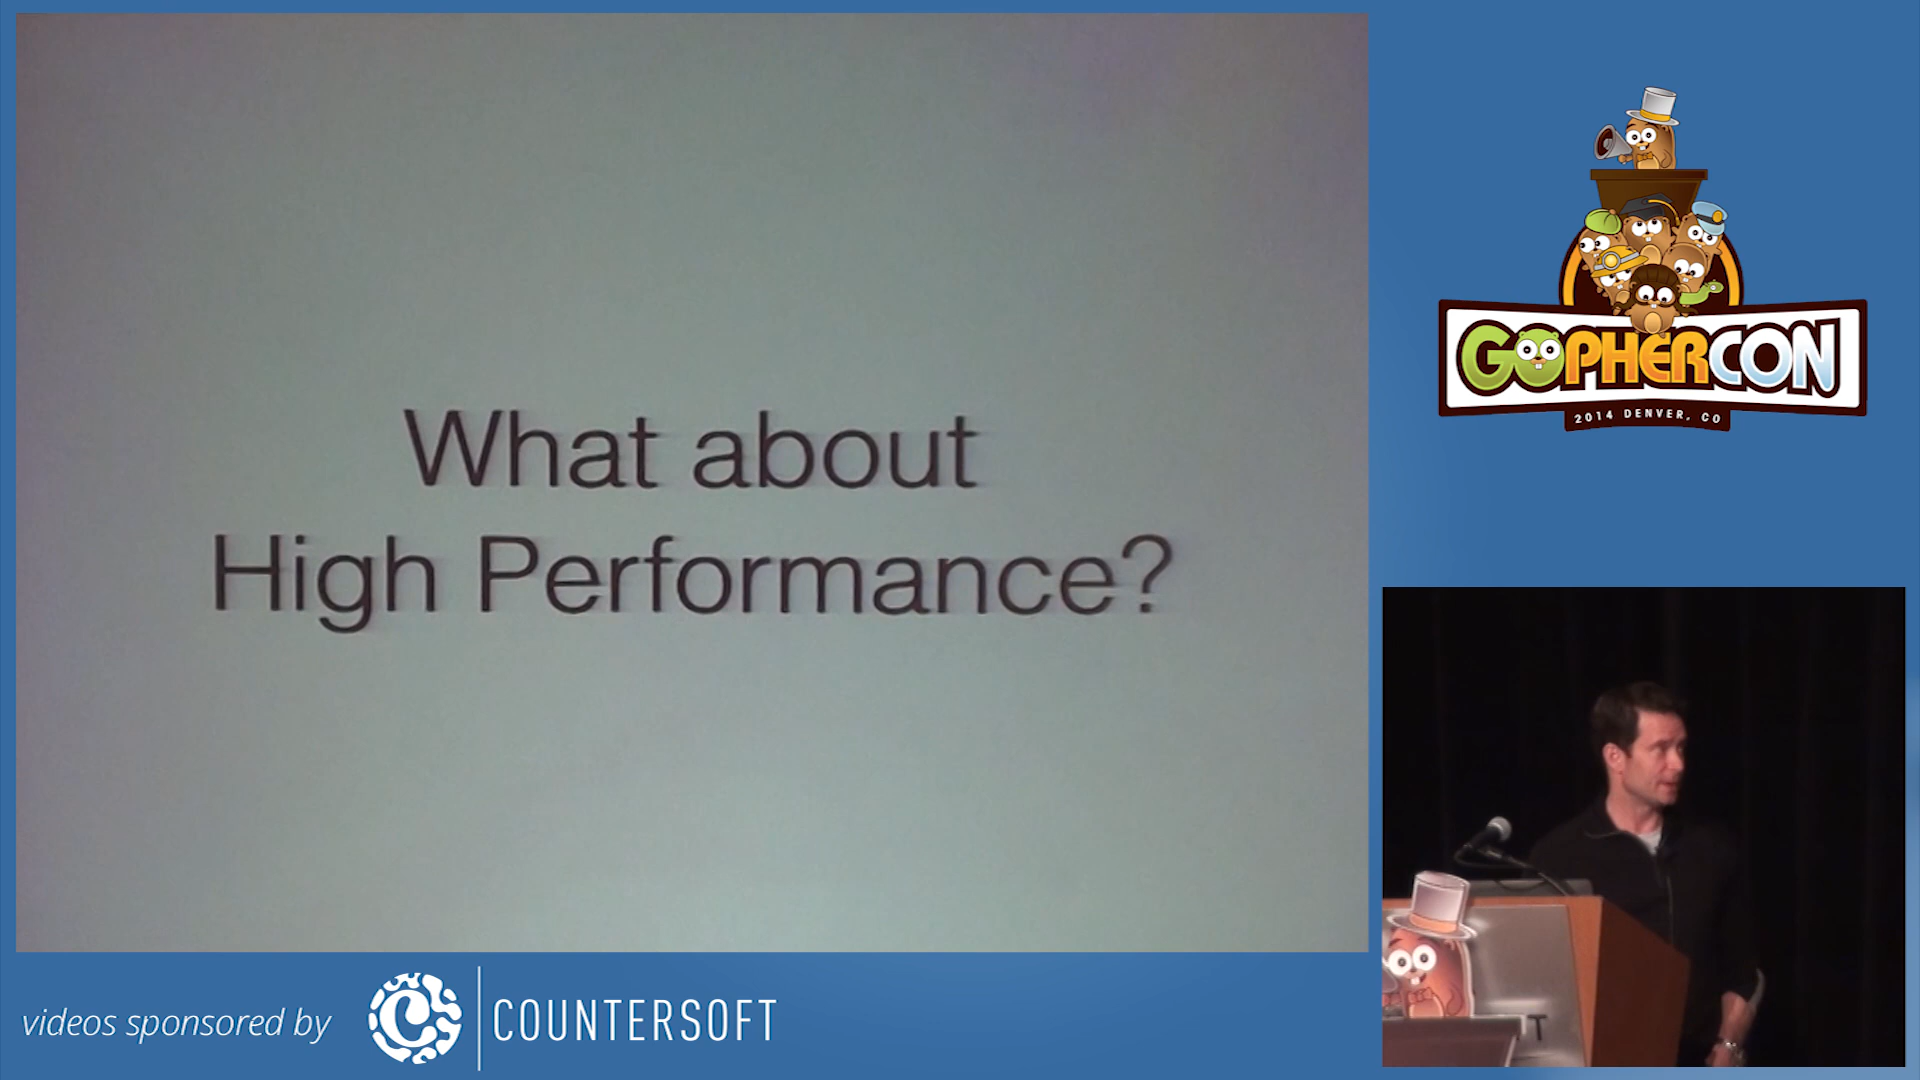 What about
High Performance?
GOPHERCON
2014 DENVER, CO
videos sponsored by
COUNTERSOFT
T